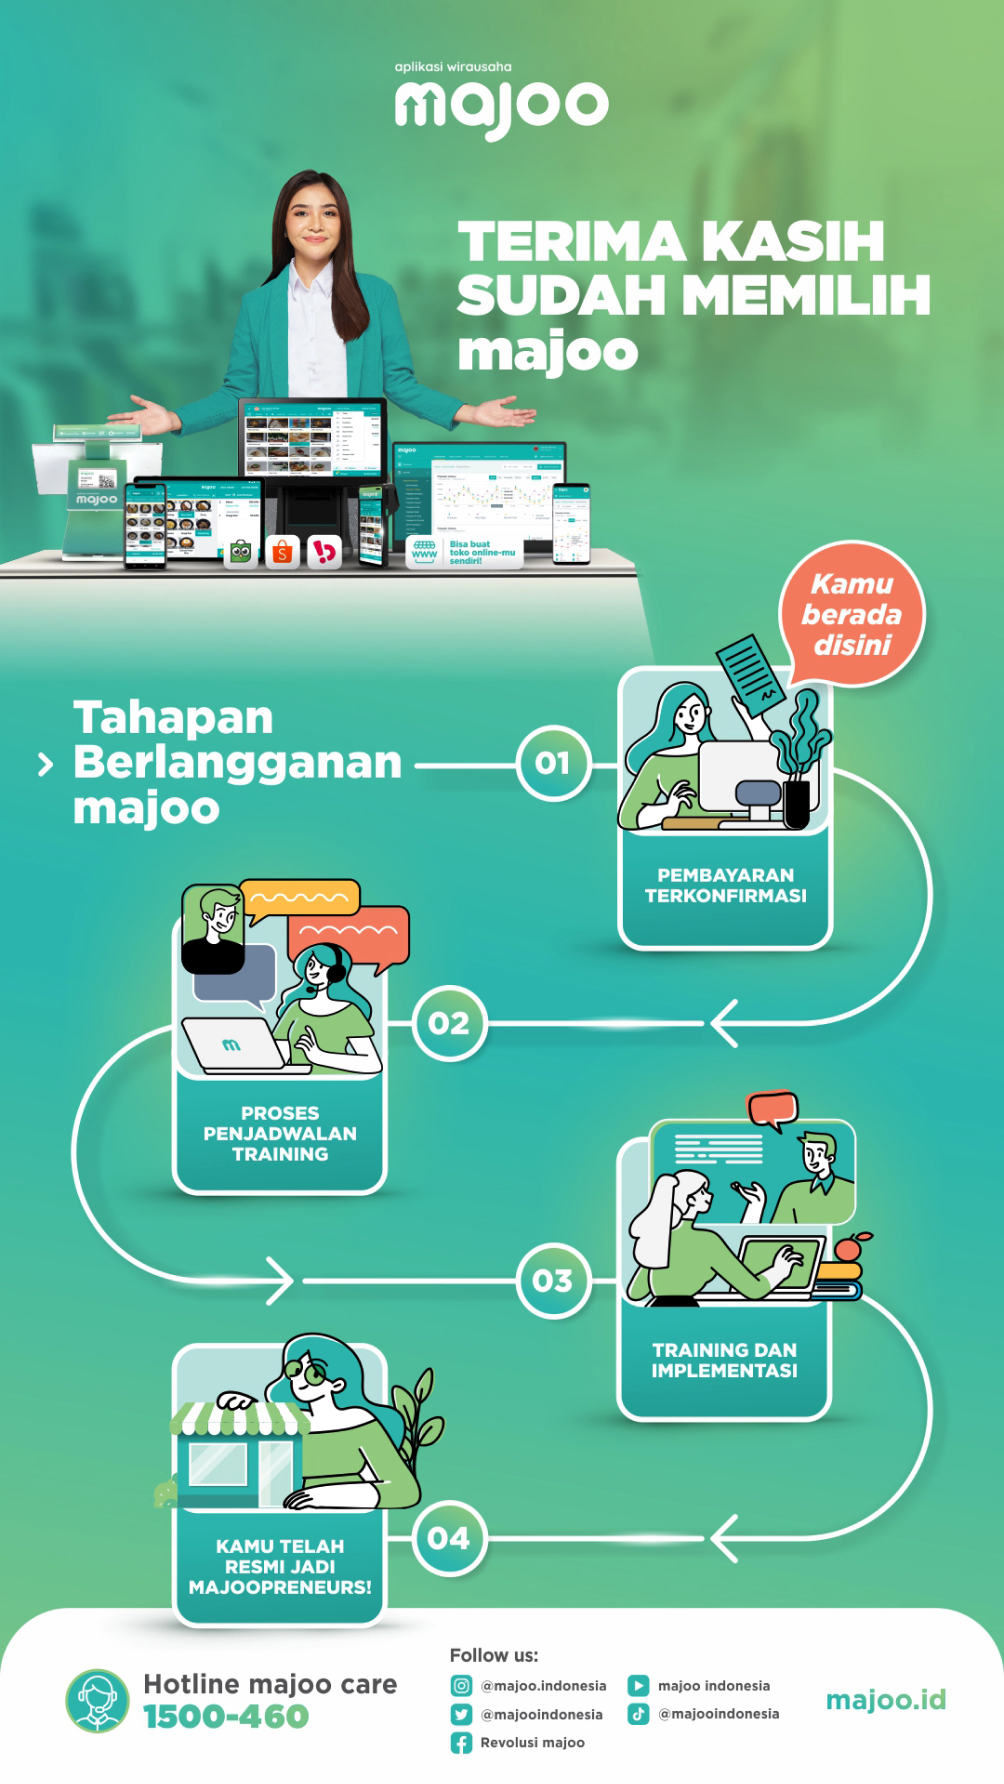 aplikasi wirausaha
majoo
TERIMA KASIH
SUDAH MEMILIH
majoo
majoo
majoo
Bisa buat
toko online-mu
sendiri!
www
Kamu
berada
disini
Tahapan
Berlangganan
majoo
01
PEMBAYARAN
TERKONFIRMASI
02
PROSES
PENJADWALAN
TRAINING
03
TRAINING DAN
IMPLEMENTASI
04
KAMU TELAH
RESMI JADI
MAJOOPRENEURS!
Hotline majoo care
1500-460
Follow us:
@majoo.indonesia
majoo indonesia
@majooindonesia
@majooindonesia
Revolusi majoo
majoo.id